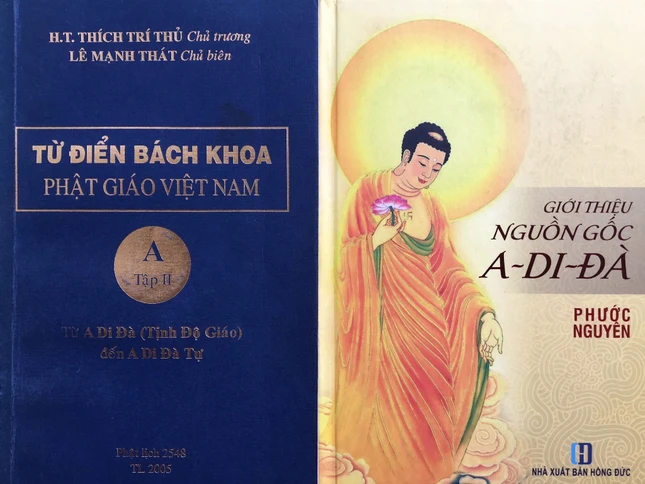 H.T. THÍCH TRÍ THỦ Chủ trương
LÊ MẠNH THÁT Chủ biên
TỪ ĐIỂN BÁCH KHOA
PHẬT GIÁO VIỆT NAM
A
Tập II
Từ A Di Đà (Tịnh Độ Giáo)
đến A Di Đà Tự
Phật lịch 2548
TL 2005
GIỚI THIỆU
NGUỒN GỐC
A-DI-ĐÀ
PHƯỚC
NGUYÊN
NHÀ XUẤT BẢN HỒNG ĐỨC